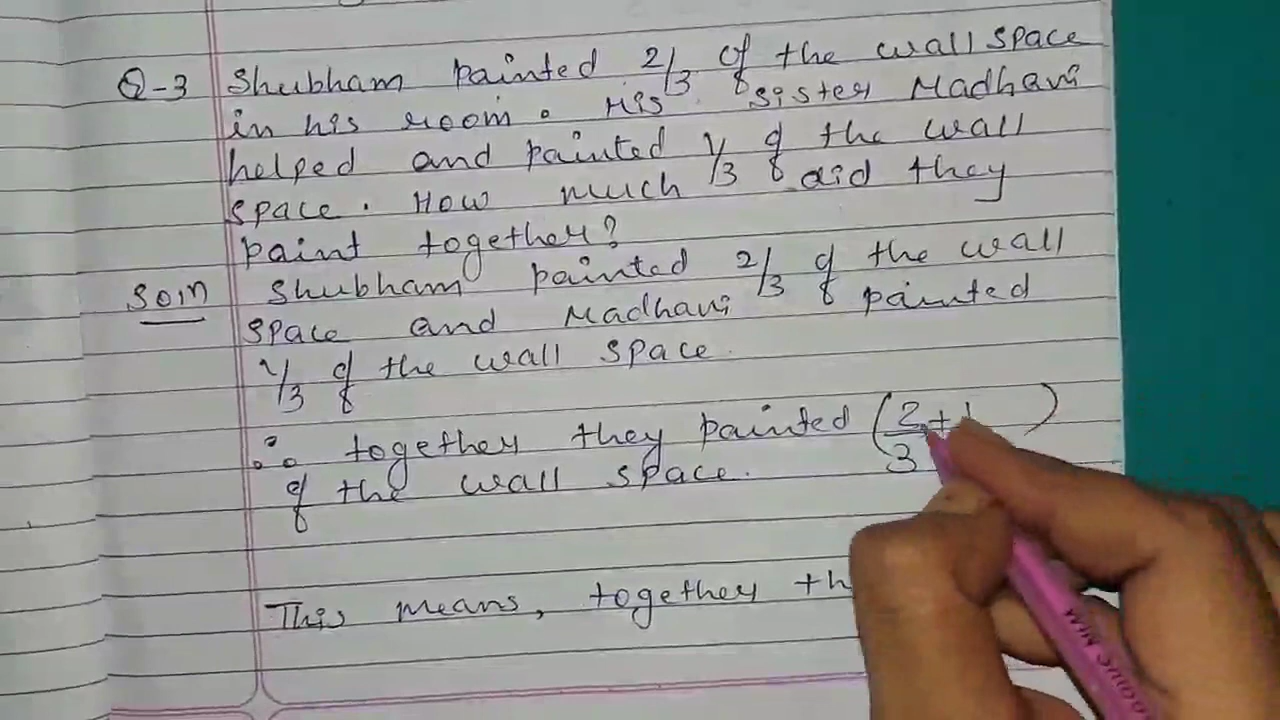 Q-3 Shubham painted 2/3 of the wall space
in his room. His sister Madhavi
helped and painted 1/3 of the wall
space. How much did they
paint together?
Soln Shubham painted 2/3 of the wall
space and Madhavi painted
1/3 of the wall space.
∴ together they painted (2/3 + 1 )
of the wall space.
This means, together th